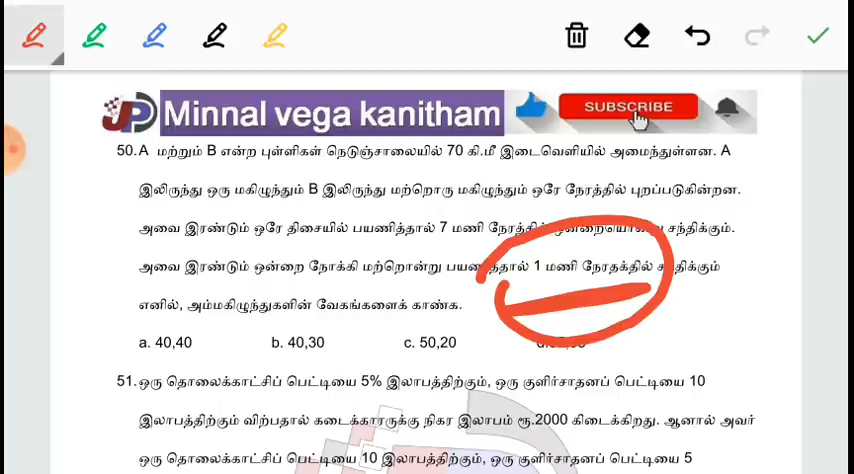 JP Minnal vega kanitham SUBSCRIBE
50. A மற்றும் B என்ற புள்ளிகள் நெடுஞ்சாலையில் 70 கி.மீ இடைவெளியில் அமைந்துள்ளன. A
இலிருந்து ஒரு மகிழுந்தும் B இலிருந்து மற்றொரு மகிழுந்தும் ஒரே நேரத்தில் புறப்படுகின்றன.
அவை இரண்டும் ஒரே திசையில் பயணித்தால் 7 மணி நேரத்தில் சந்திக்கும்.
அவை இரண்டும் ஒன்றை நோக்கி மற்றொன்று பயணித்தால் 1 மணி நேரதக்தில் சந்திக்கும்
எனில், அம்மகிழுந்துகளின் வேகங்களைக் காண்க.
a. 40,40 b. 40,30 c. 50,20
51. ஒரு தொலைக்காட்சிப் பெட்டியை 5% இலாபத்திற்கும், ஒரு குளிர்சாதனப் பெட்டியை 10
இலாபத்திற்கும் விற்பதால் கடைக்காரருக்கு நிகர இலாபம் ரூ.2000 கிடைக்கிறது. ஆனால் அவர்
ஒரு தொலைக்காட்சிப் பெட்டியை 10 இலாபத்திற்கும், ஒரு குளிர்சாதனப் பெட்டியை 5